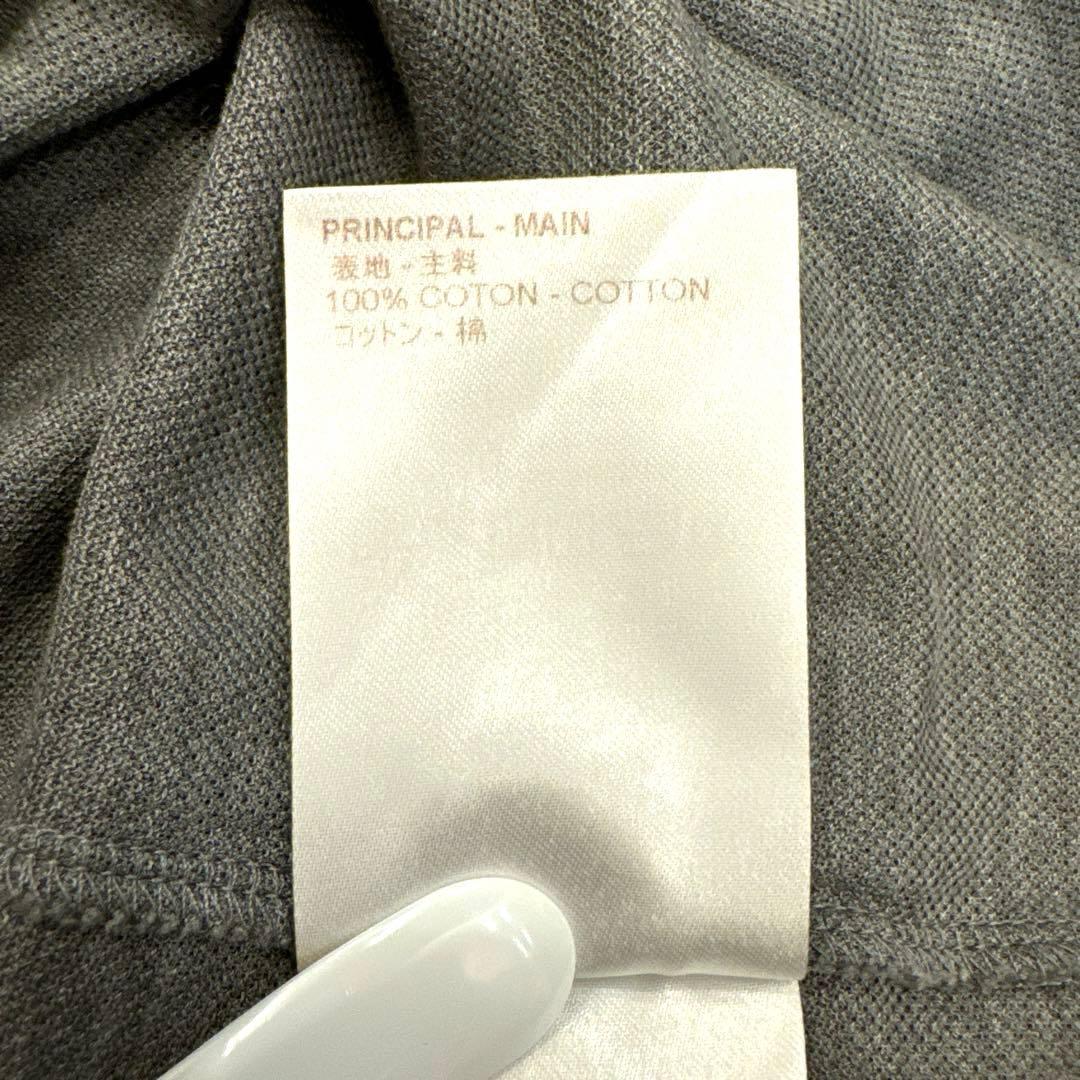 PRINCIPAL - MAIN
表地 - 主料
100% COTON - COTTON
コットン - 棉